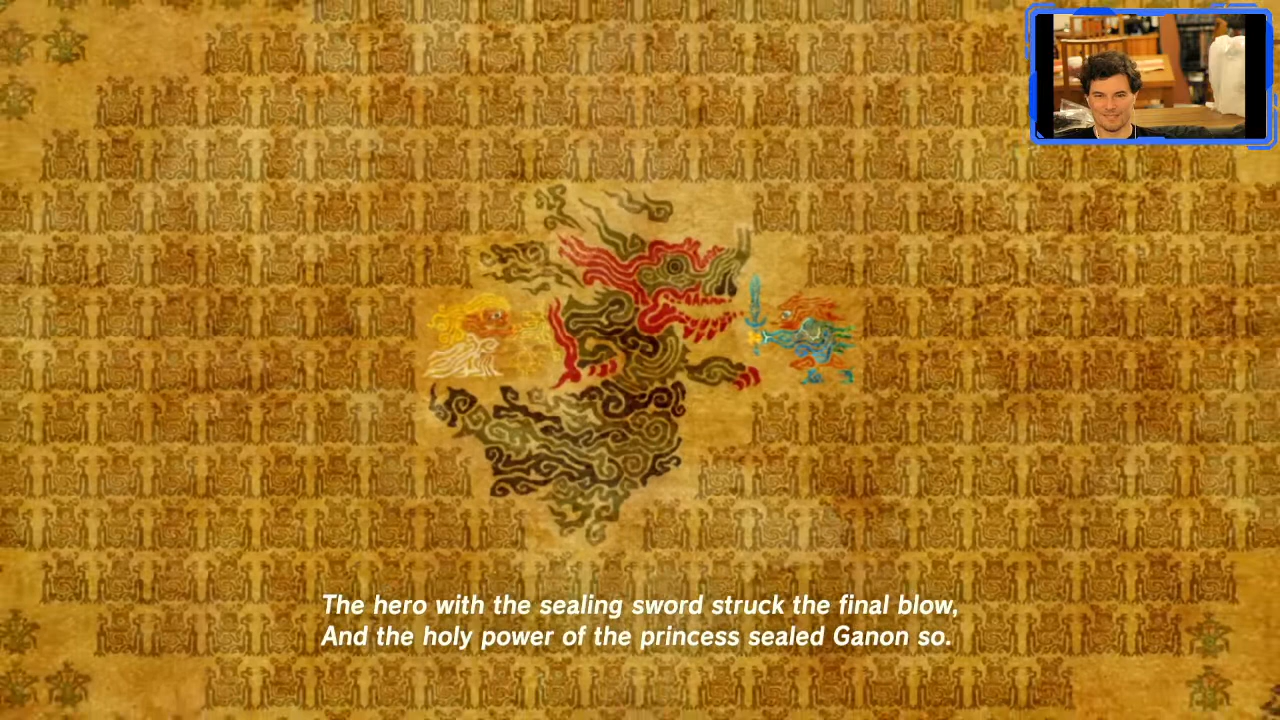 The hero with the sealing sword struck the final blow,
And the holy power of the princess sealed Ganon so.